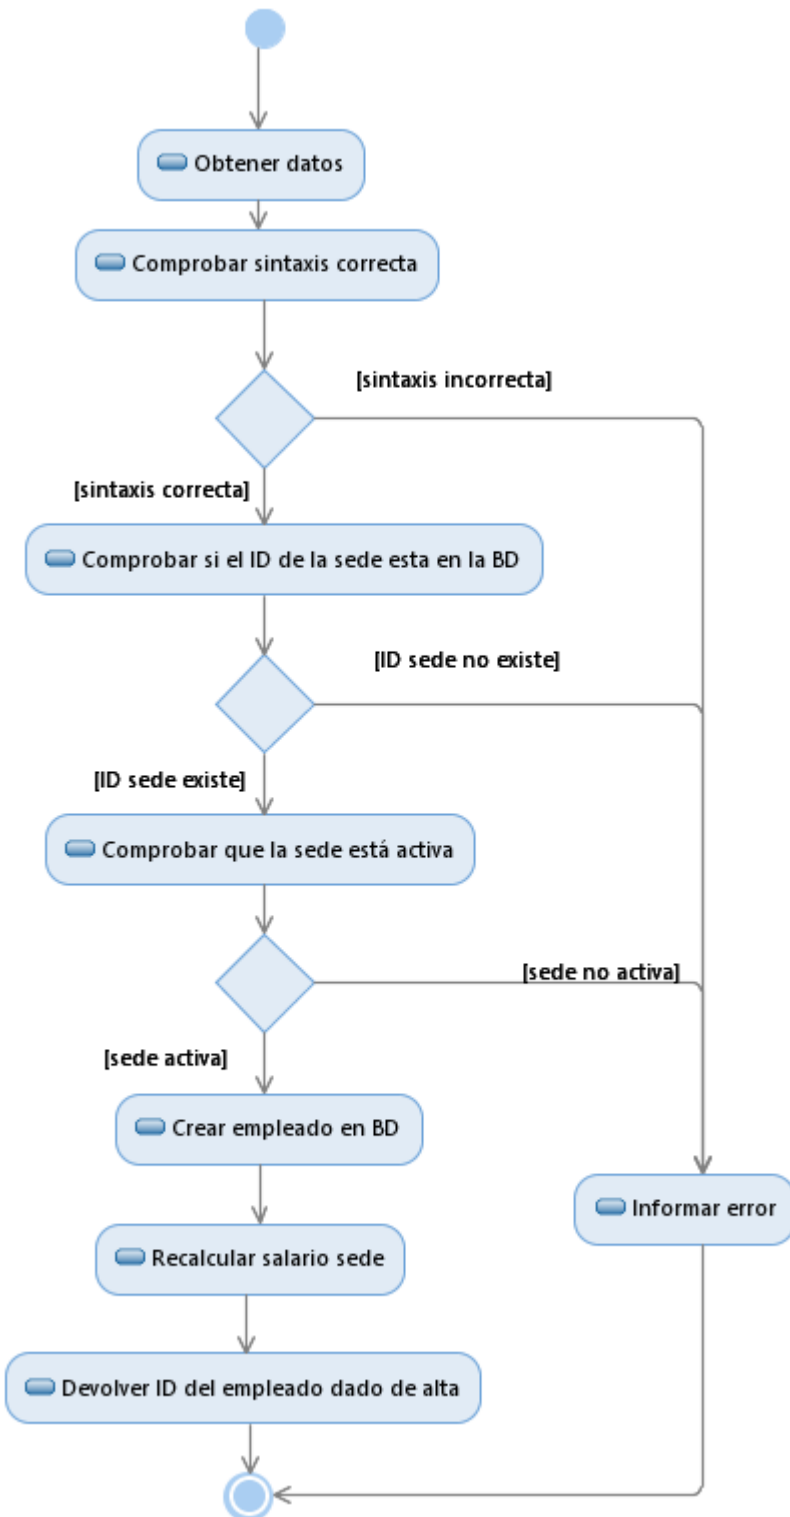 Obtener datos
Comprobar sintaxis correcta
[sintaxis incorrecta]
[sintaxis correcta]
Comprobar si el ID de la sede esta en la BD
[ID sede no existe]
[ID sede existe]
Comprobar que la sede está activa
[sede no activa]
[sede activa]
Crear empleado en BD
Informar error
Recalcular salario sede
Devolver ID del empleado dado de alta